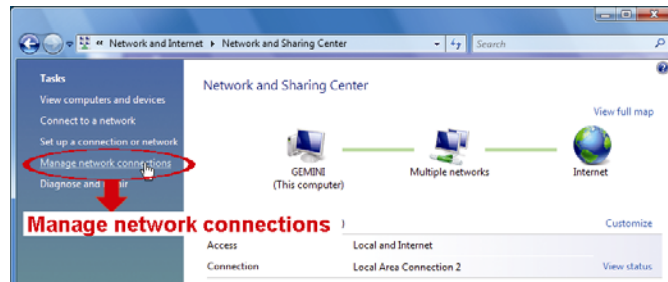 « Network and Internet ▸ Network and Sharing Center
Search
Tasks
View computers and devices
Connect to a network
Set up a connection or network
Manage network connections
Diagnose and
Manage network connections
Network and Sharing Center
View full map
GEMINI
(This computer)
Multiple networks
Internet
)
Customize
Access Local and Internet
Connection Local Area Connection 2 View status